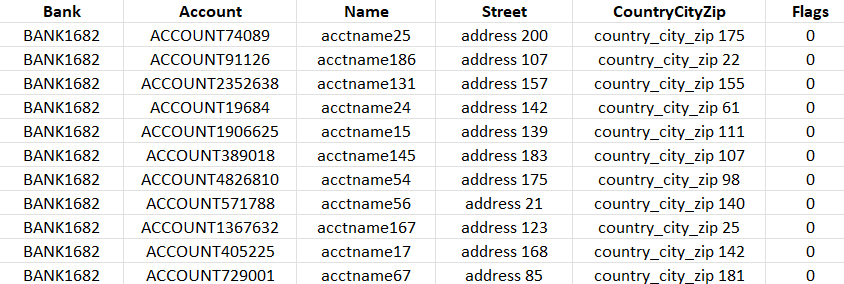 Bank Account Name Street CountryCityZip Flags
BANK1682 ACCOUNT74089 acctname25 address 200 country_city_zip 175 0
BANK1682 ACCOUNT91126 acctname186 address 107 country_city_zip 22 0
BANK1682 ACCOUNT2352638 acctname131 address 157 country_city_zip 155 0
BANK1682 ACCOUNT19684 acctname24 address 142 country_city_zip 61 0
BANK1682 ACCOUNT1906625 acctname15 address 139 country_city_zip 111 0
BANK1682 ACCOUNT389018 acctname145 address 183 country_city_zip 107 0
BANK1682 ACCOUNT4826810 acctname54 address 175 country_city_zip 98 0
BANK1682 ACCOUNT571788 acctname56 address 21 country_city_zip 140 0
BANK1682 ACCOUNT1367632 acctname167 address 123 country_city_zip 25 0
BANK1682 ACCOUNT405225 acctname17 address 168 country_city_zip 142 0
BANK1682 ACCOUNT729001 acctname67 address 85 country_city_zip 181 0